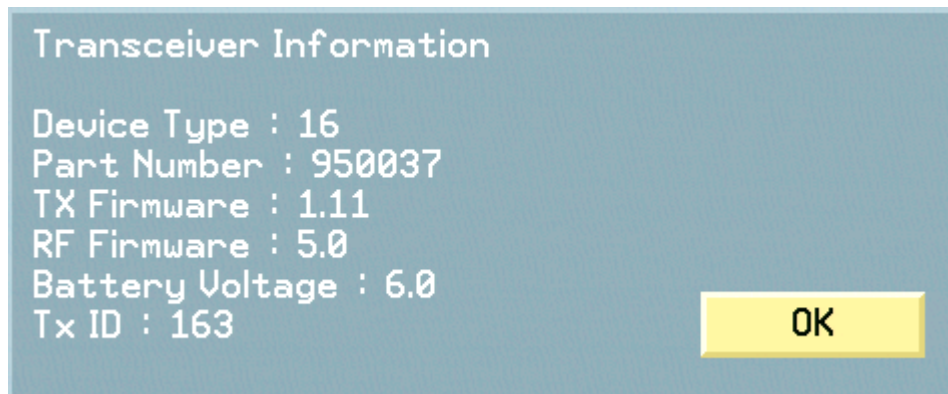 Transceiver Information
Device Type : 16
Part Number : 950037
TX Firmware : 1.11
RF Firmware : 5.0
Battery Voltage : 6.0
Tx ID : 163
OK